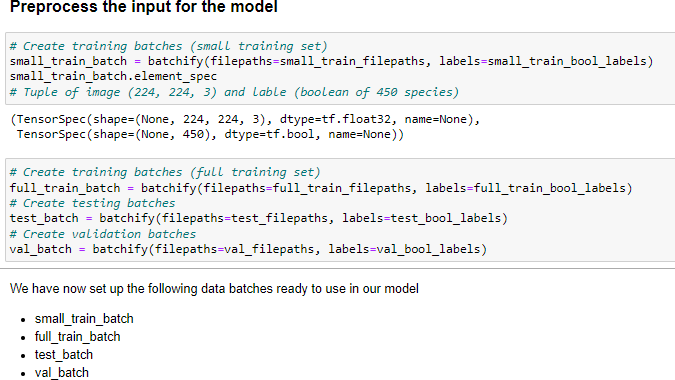 Preprocess the input for the model
# Create training batches (small training set)
small_train_batch = batchify(filepaths=small_train_filepaths, labels=small_train_bool_labels)
small_train_batch.element_spec
# Tuple of image (224, 224, 3) and lable (boolean of 450 species)
(TensorSpec(shape=(None, 224, 224, 3), dtype=tf.float32, name=None),
 TensorSpec(shape=(None, 450), dtype=tf.bool, name=None))
# Create training batches (full training set)
full_train_batch = batchify(filepaths=full_train_filepaths, labels=full_train_bool_labels)
# Create testing batches
test_batch = batchify(filepaths=test_filepaths, labels=test_bool_labels)
# Create validation batches
val_batch = batchify(filepaths=val_filepaths, labels=val_bool_labels)
We have now set up the following data batches ready to use in our model
• small_train_batch
• full_train_batch
• test_batch
• val_batch